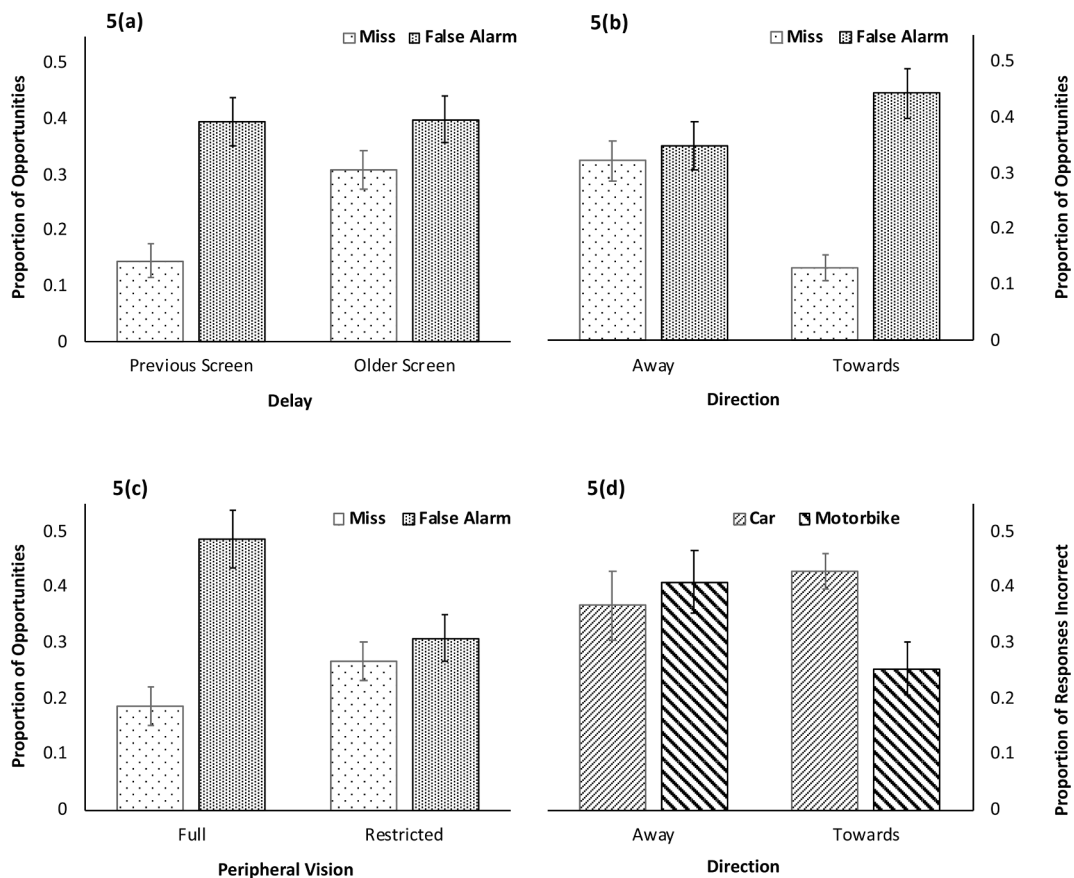 5(a)
Miss False Alarm
Proportion of Opportunities
0.5
0.4
0.3
0.2
0.1
0
Previous Screen Older Screen
Delay
5(b)
Miss False Alarm
0.5
0.4
0.3
0.2
0.1
0
Proportion of Opportunities
Away Towards
Direction
5(c)
Miss False Alarm
Proportion of Opportunities
0.5
0.4
0.3
0.2
0.1
0
Full Restricted
Peripheral Vision
5(d)
Car Motorbike
0.5
0.4
0.3
0.2
0.1
0
Proportion of Responses Incorrect
Away Towards
Direction